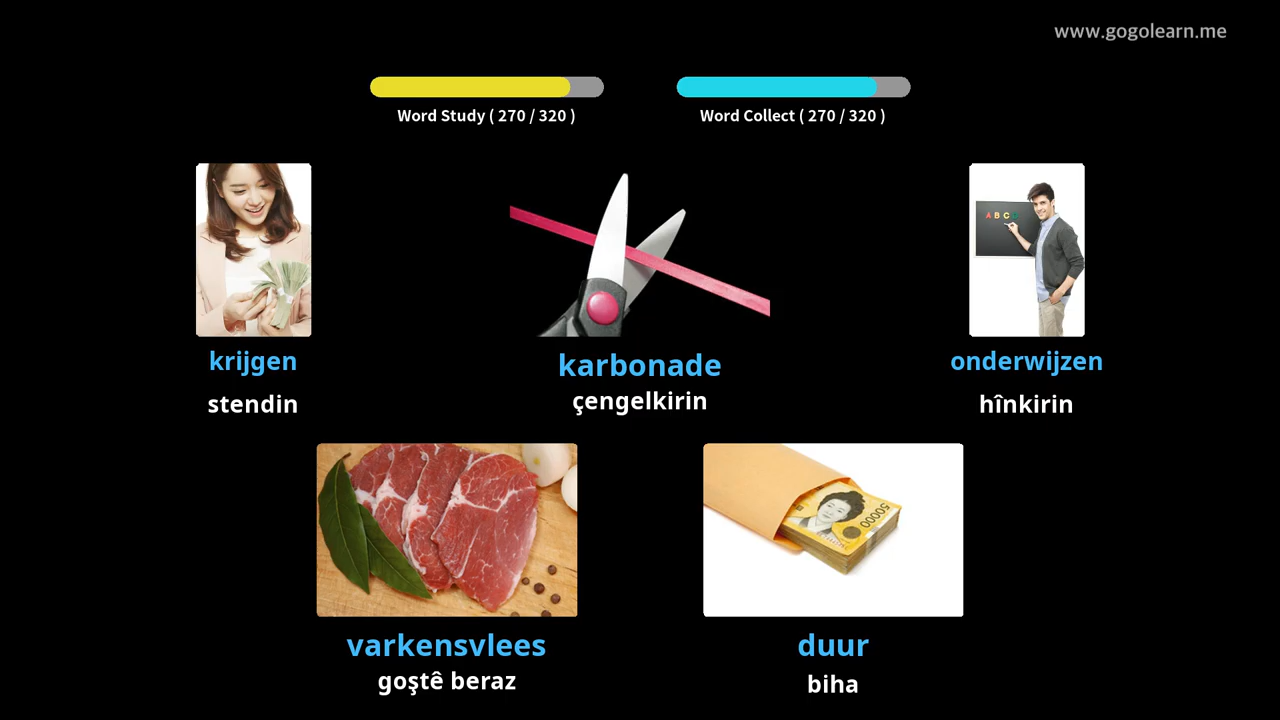 www.gogolearn.me
Word Study ( 270 / 320 )
Word Collect ( 270 / 320 )
A B C D
krijgen
stendin
karbonade
çengelkirin
onderwijzen
hînkirin
50000
varkensvlees
goştê beraz
duur
biha